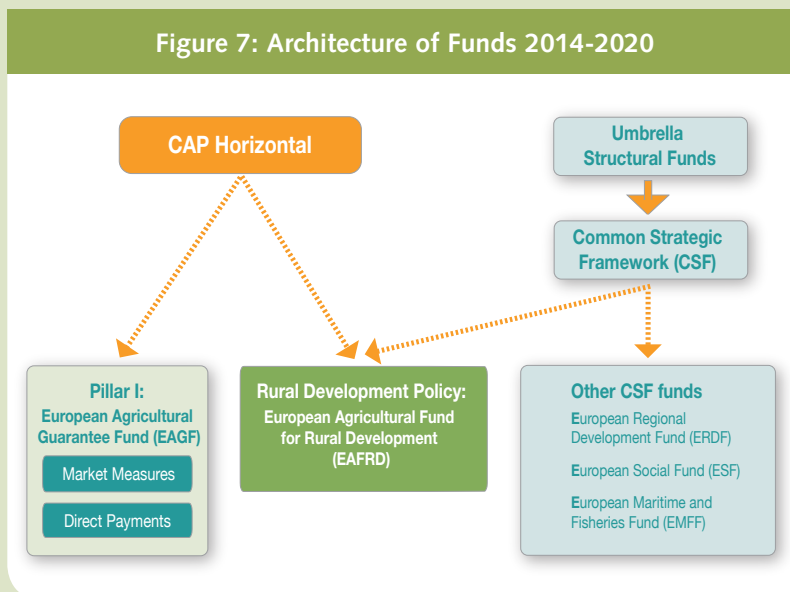 Figure 7: Architecture of Funds 2014-2020
CAP Horizontal
Umbrella
Structural Funds
Common Strategic
Framework (CSF)
Pillar I:
European Agricultural
Guarantee Fund (EAGF)
Market Measures
Direct Payments
Rural Development Policy:
European Agricultural Fund
for Rural Development
(EAFRD)
Other CSF funds
European Regional
Development Fund (ERDF)
European Social Fund (ESF)
European Maritime and
Fisheries Fund (EMFF)